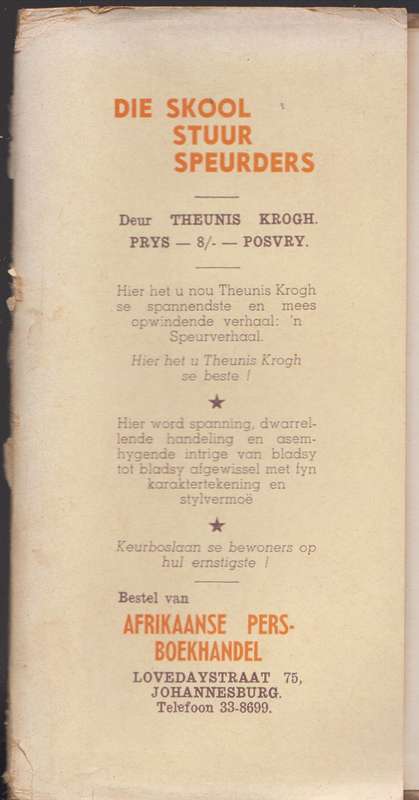 DIE SKOOL
STUUR
SPEURDERS
Deur THEUNIS KROGH.
PRYS — 8/- — POSVRY.
Hier het u nou Theunis Krogh
se spannendste en mees
opwindende verhaal: 'n
Speurverhaal.
Hier het u Theunis Krogh
se beste !
Hier word spanning, dwarrel-
lende handeling en asem-
hygende intrige van bladsy
tot bladsy afgewissel met fyn
karaktertekening en
stylvermoë
Keurboslaan se bewoners op
hul ernstigste !
Bestel van
AFRIKAANSE PERS-
BOEKHANDEL
LOVEDAYSTRAAT 75,
JOHANNESBURG.
Telefoon 33-8699.